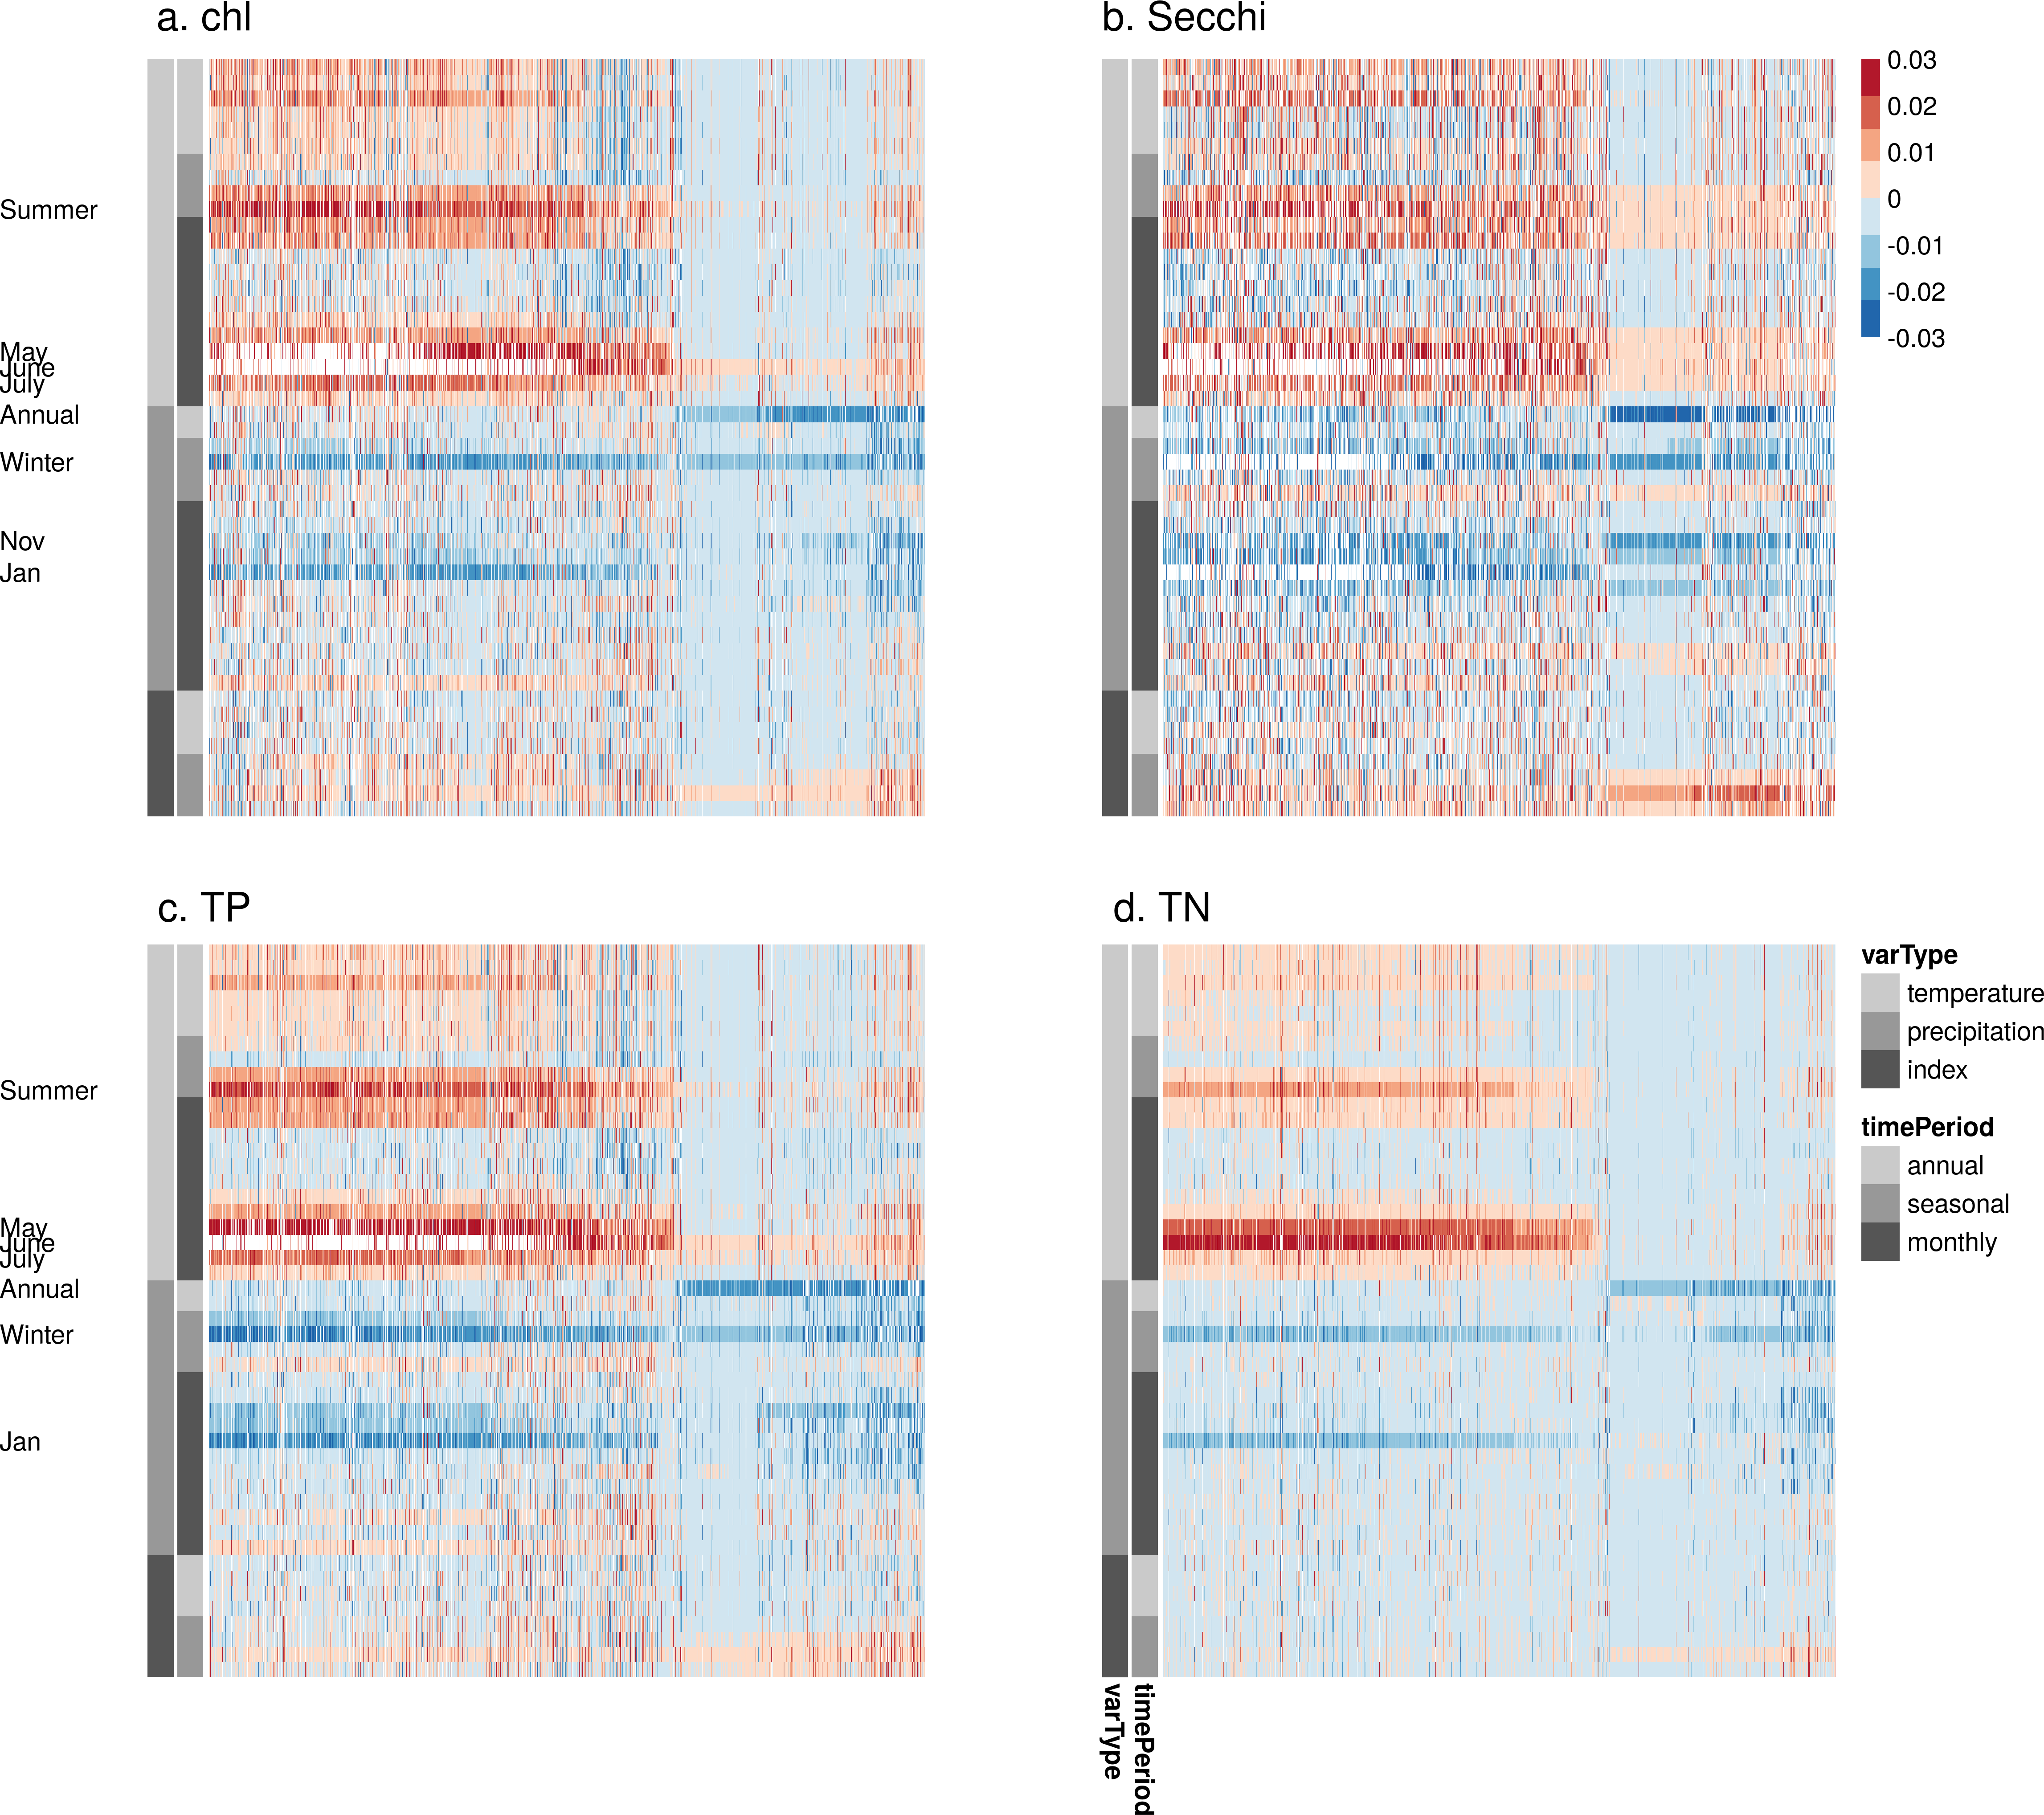 a. chl
b. Secchi
0.03
0.02
0.01
0
-0.01
-0.02
-0.03
Summer
May
June
July
Annual
Winter
Nov
Jan
c. TP
d. TN
Summer
May
June
July
Annual
Winter
Jan
varType
temperature
precipitation
index
timePeriod
annual
seasonal
monthly
varType
timePeriod